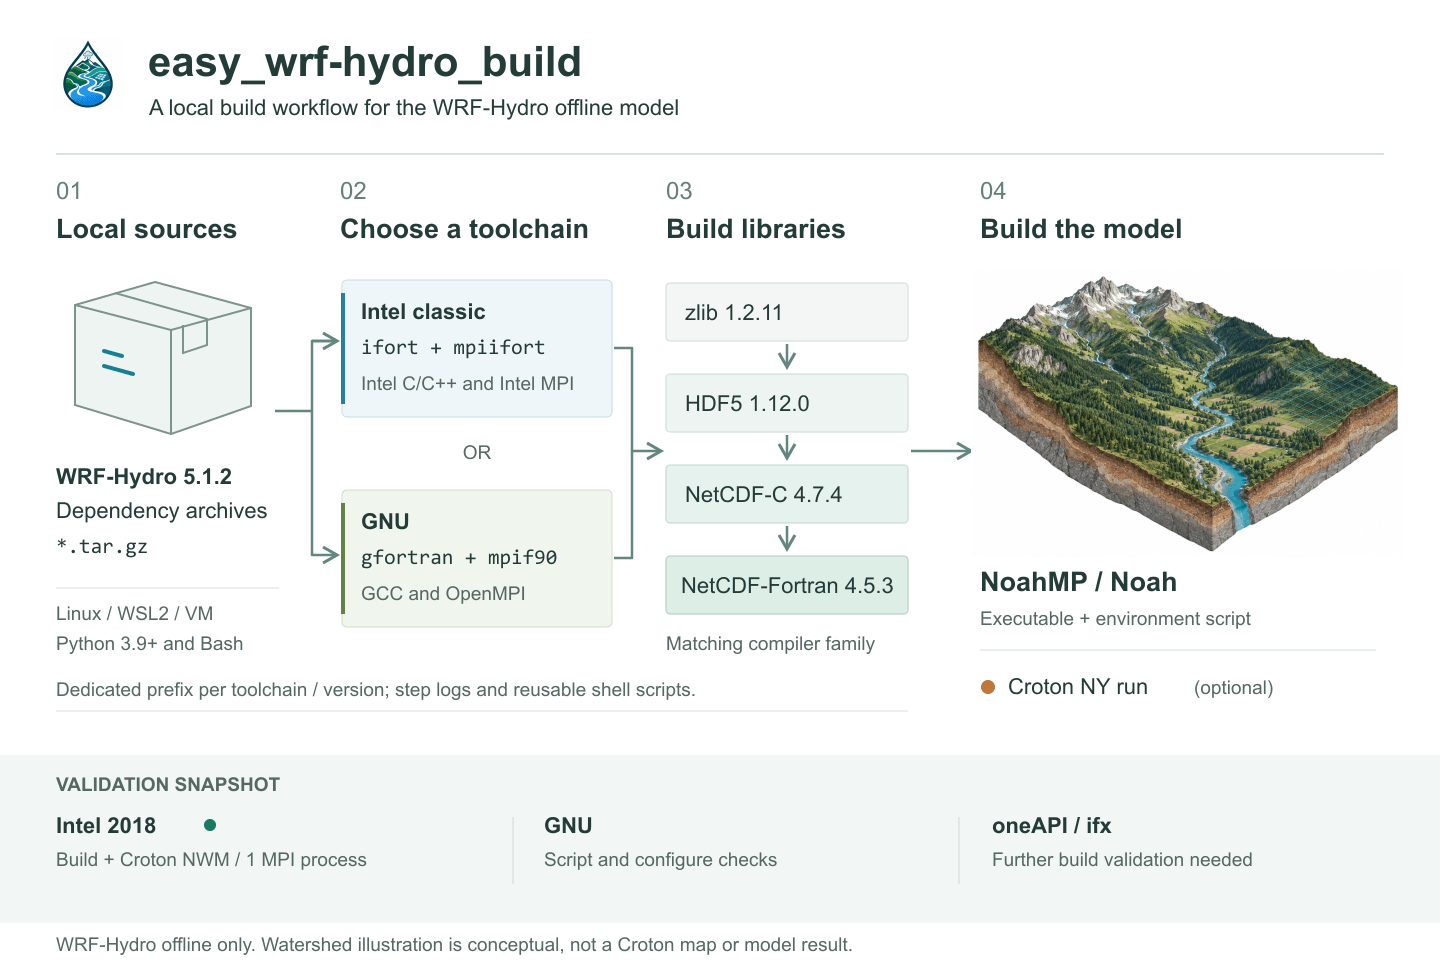 easy_wrf-hydro_build
A local build workflow for the WRF-Hydro offline model
01
Local sources
WRF-Hydro 5.1.2
Dependency archives
*.tar.gz
Linux / WSL2 / VM
Python 3.9+ and Bash
02
Choose a toolchain
Intel classic
ifort + mpiifort
Intel C/C++ and Intel MPI
OR
GNU
gfortran + mpif90
GCC and OpenMPI
03
Build libraries
zlib 1.2.11
HDF5 1.12.0
NetCDF-C 4.7.4
NetCDF-Fortran 4.5.3
Matching compiler family
Dedicated prefix per toolchain / version; step logs and reusable shell scripts.
04
Build the model
NoahMP / Noah
Executable + environment script
Croton NY run (optional)
VALIDATION SNAPSHOT
Intel 2018
Build + Croton NWM / 1 MPI process
GNU
Script and configure checks
oneAPI / ifx
Further build validation needed
WRF-Hydro offline only. Watershed illustration is conceptual, not a Croton map or model result.